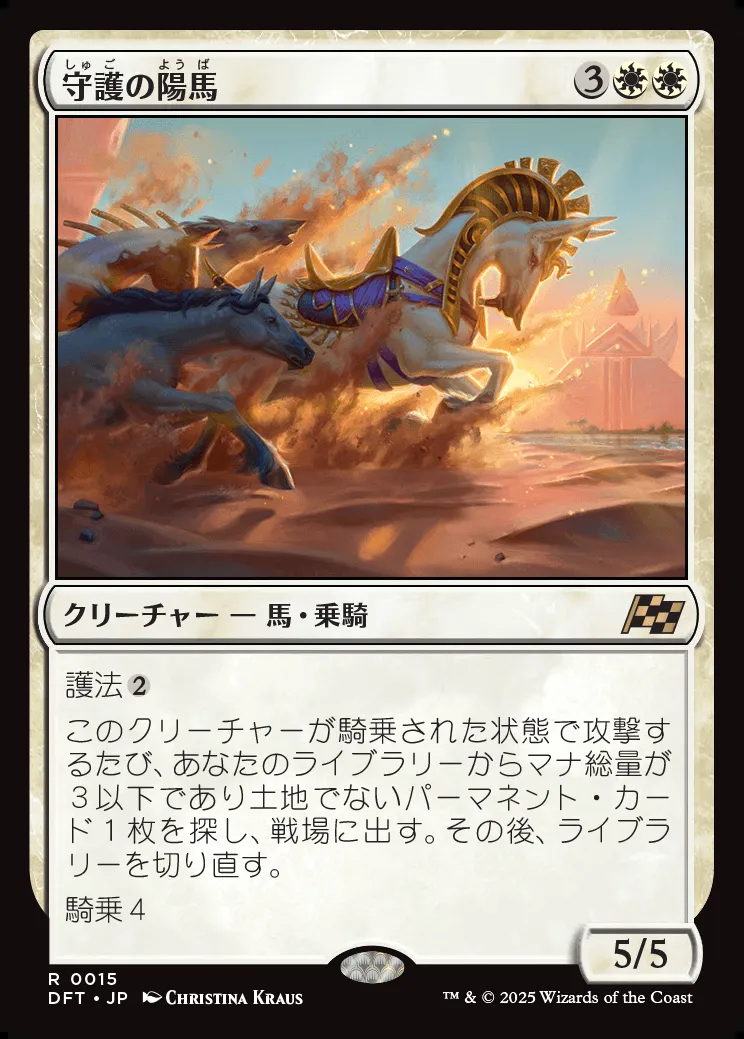 しゅご ようば
守護の陽馬 3
クリーチャー — 馬・乗騎
護法 2
このクリーチャーが騎乗された状態で攻撃す
るたび、あなたのライブラリーからマナ総量が
3以下であり土地でないパーマネント・カー
ド1枚を探し、戦場に出す。その後、ライブラ
リーを切り直す。
騎乗4
5/5
R 0015
DFT • JP Christina Kraus
™ & © 2025 Wizards of the Coast